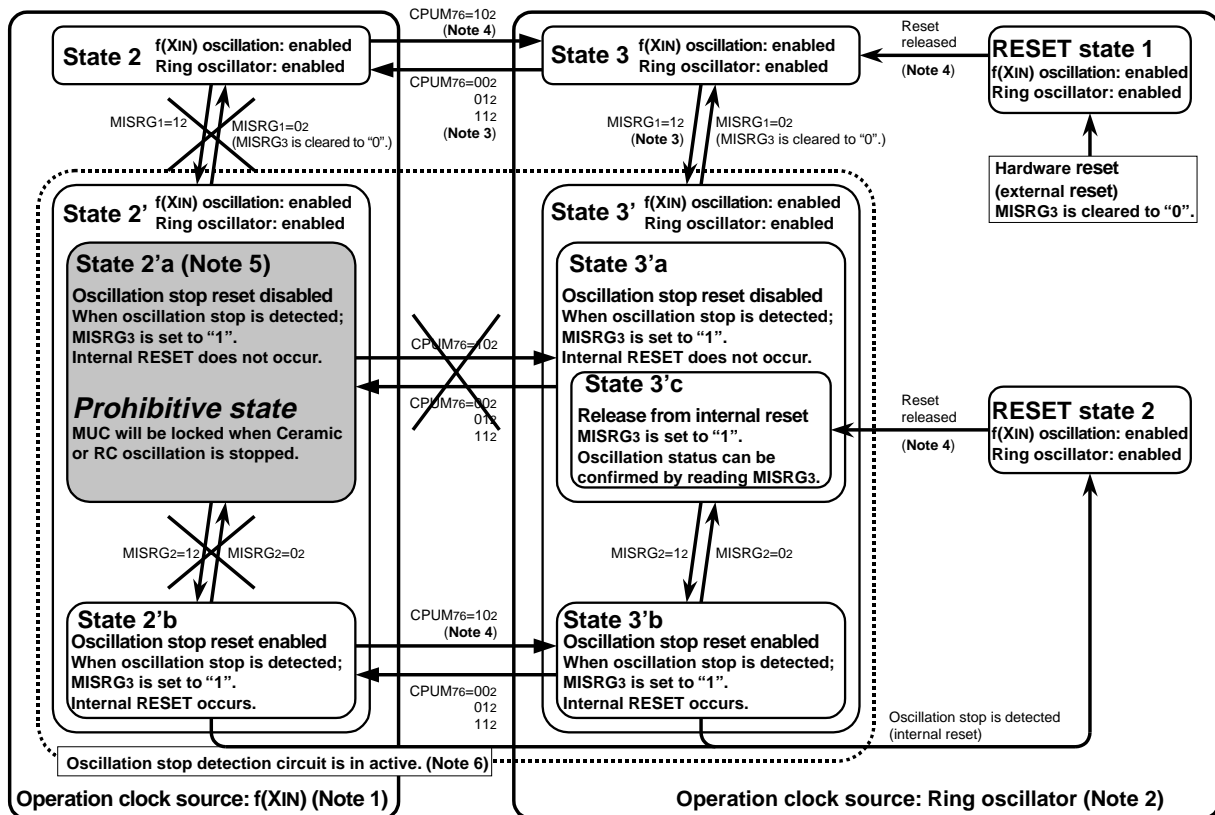 State 2
f(XIN) oscillation: enabled
Ring oscillator: enabled
CPUM76=102
(Note 4)
CPUM76=002
012
112
(Note 3)
State 3
f(XIN) oscillation: enabled
Ring oscillator: enabled
Reset
released
(Note 4)
RESET state 1
f(XIN) oscillation: enabled
Ring oscillator: enabled
MISRG1=12
MISRG1=02
(MISRG3 is cleared to “0”.)
MISRG1=12
(Note 3)
MISRG1=02
(MISRG3 is cleared to “0”.)
Hardware reset
(external reset)
MISRG3 is cleared to “0”.
State 2'
f(XIN) oscillation: enabled
Ring oscillator: enabled
State 2'a (Note 5)
Oscillation stop reset disabled
When oscillation stop is detected;
MISRG3 is set to “1”.
Internal RESET does not occur.
Prohibitive state
MUC will be locked when Ceramic
or RC oscillation is stopped.
CPUM76=102
CPUM76=002
012
112
State 3'
f(XIN) oscillation: enabled
Ring oscillator: enabled
State 3'a
Oscillation stop reset disabled
When oscillation stop is detected;
MISRG3 is set to “1”.
Internal RESET does not occur.
State 3'c
Release from internal reset
MISRG3 is set to “1”.
Oscillation status can be
confirmed by reading MISRG3.
Reset
released
(Note 4)
RESET state 2
f(XIN) oscillation: enabled
Ring oscillator: enabled
MISRG2=12
MISRG2=02
MISRG2=12
MISRG2=02
State 2'b
Oscillation stop reset enabled
When oscillation stop is detected;
MISRG3 is set to “1”.
Internal RESET occurs.
CPUM76=102
(Note 4)
CPUM76=002
012
112
State 3'b
Oscillation stop reset enabled
When oscillation stop is detected;
MISRG3 is set to “1”.
Internal RESET occurs.
Oscillation stop is detected
(internal reset)
Oscillation stop detection circuit is in active. (Note 6)
Operation clock source: f(XIN) (Note 1)
Operation clock source: Ring oscillator (Note 2)